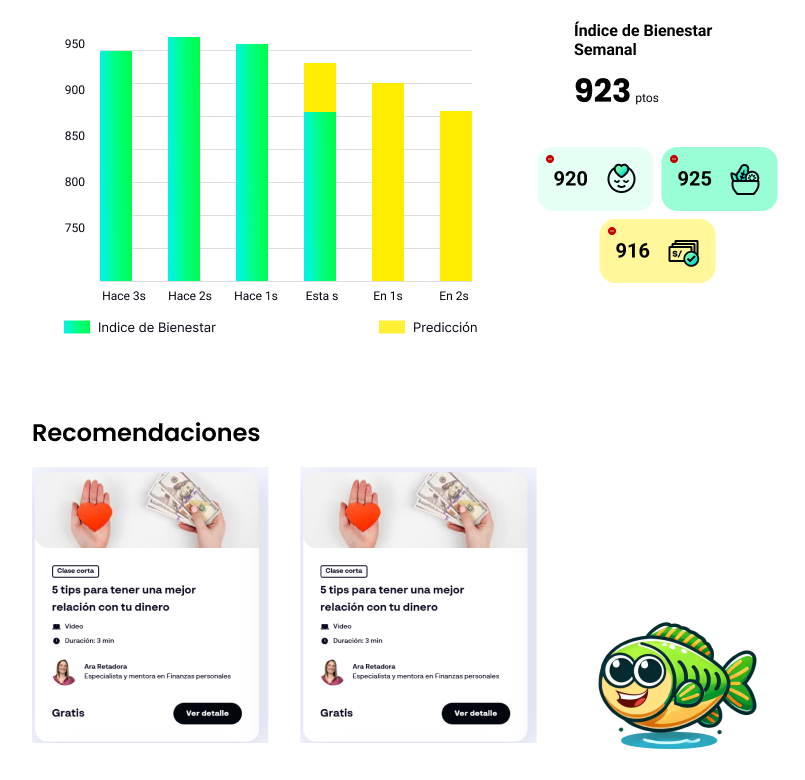 950
900
850
800
750
Hace 3s
Hace 2s
Hace 1s
Esta s
En 1s
En 2s
Indice de Bienestar
Predicción
Índice de Bienestar
Semanal
923 ptos
920
925
916
S/
Recomendaciones
Clase corta
5 tips para tener una mejor
relación con tu dinero
Video
Duración: 3 min
Ara Retadora
Especialista y mentora en Finanzas personales
Gratis
Ver detalle
Clase corta
5 tips para tener una mejor
relación con tu dinero
Video
Duración: 3 min
Ara Retadora
Especialista y mentora en Finanzas personales
Gratis
Ver detalle